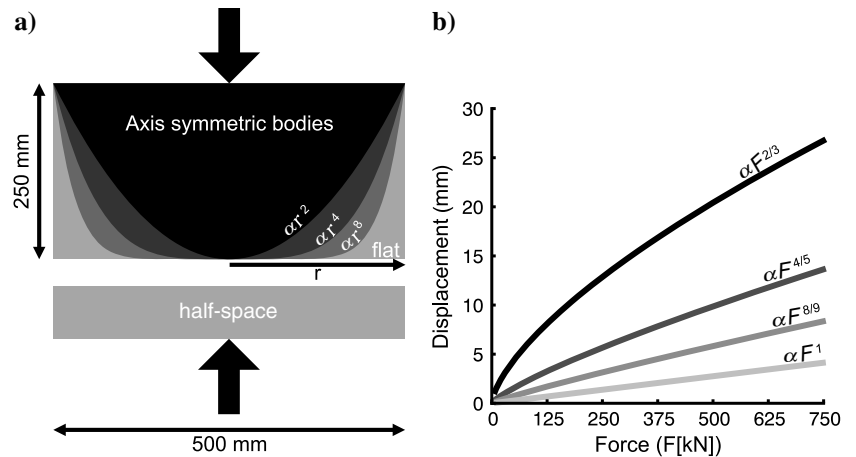 a)
250 mm
Axis symmetric bodies
αr²
αr⁴
αr⁸
flat
r
half-space
500 mm
b)
Displacement (mm)
30
25
20
15
10
5
0
αF^2/3
αF^4/5
αF^8/9
αF^1
0 125 250 375 500 625 750
Force (F[kN])